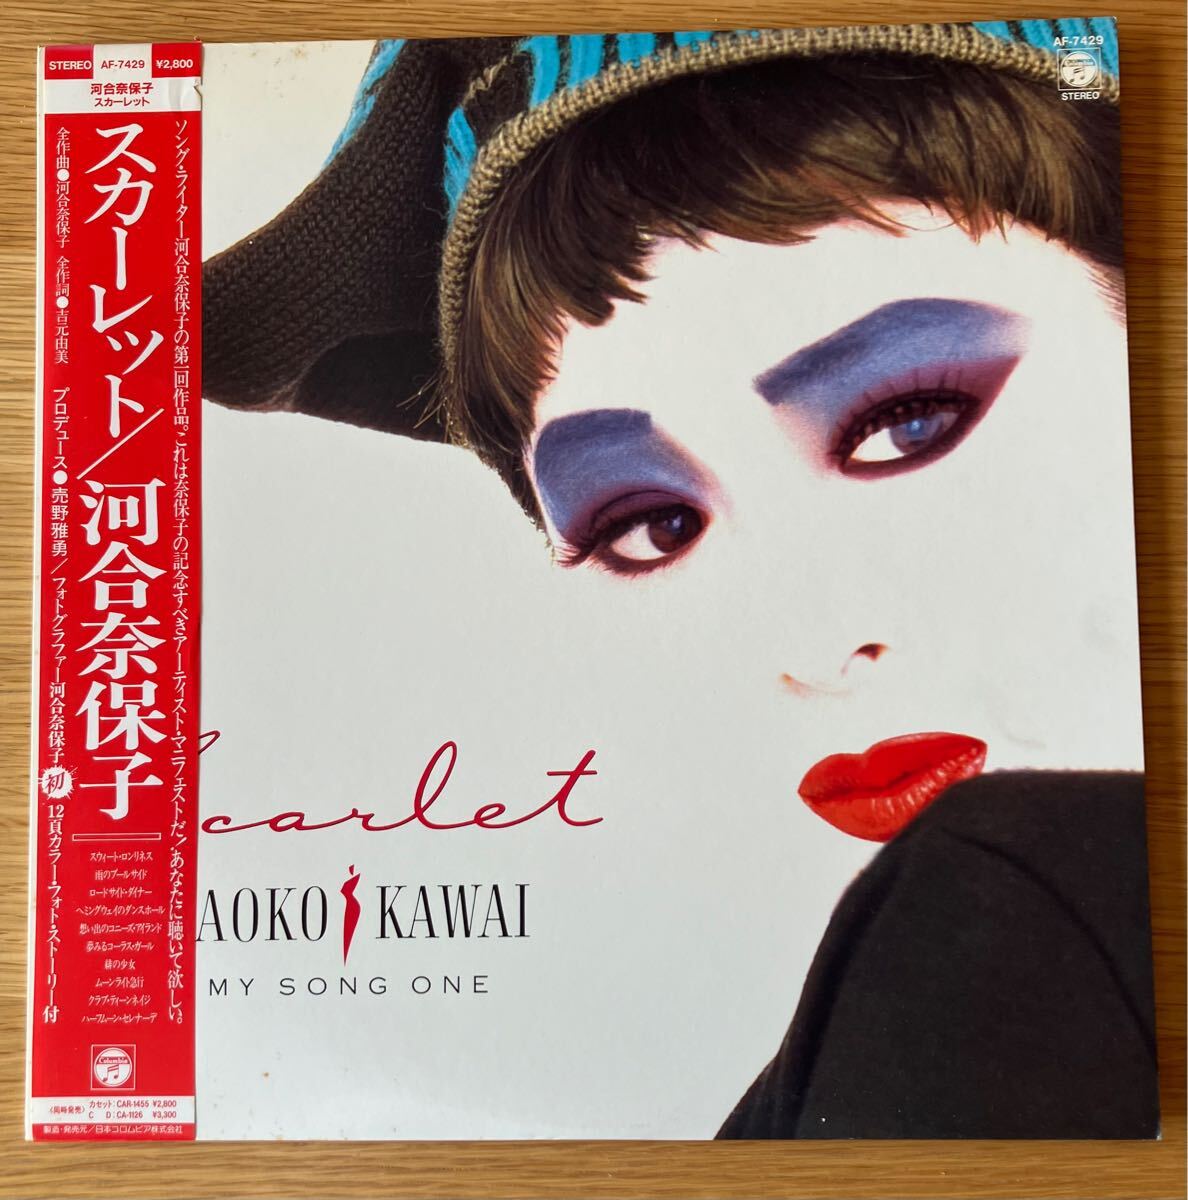 STEREO AF-7429 ¥2,800
河合奈保子
スカーレット
ソング・ライター河合奈保子の第一回作品。これは奈保子の記念すべきアーティスト・マニフェストだ!あなたに聴いて欲しい。
スカーレット/河合奈保子
全作曲●河合奈保子 全作詞●吉元由美 プロデュース●売野雅勇/フォトグラファー河合奈保子 初 12頁カラー・フォト・ストーリー付
スウィート・ロンリネス
雨のプールサイド
ロードサイド・ダイナー
ヘミングウェイのダンスホール
想い出のコニーズ・アイランド
夢みるコーラス・ガール
緋の少女
ムーンライト急行
クラブ・ティーンネイジ
ハーフムーン・セレナーデ
Columbia
〈同時発売〉 カセット:CAR-1455 ¥2,800
C D:CA-1126 ¥3,300
製造・発売元/日本コロムビア株式会社
AF-7429
Columbia
STEREO
carlet
AOKO KAWAI
MY SONG ONE